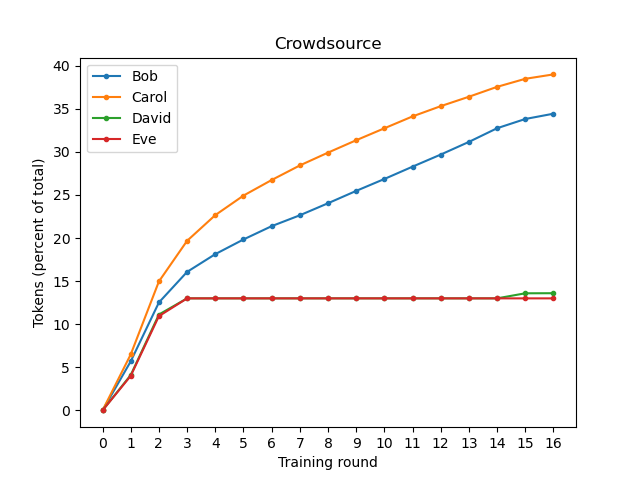 Crowdsource
Bob
Carol
David
Eve
Tokens (percent of total)
40
35
30
25
20
15
10
5
0
0 1 2 3 4 5 6 7 8 9 10 11 12 13 14 15 16
Training round